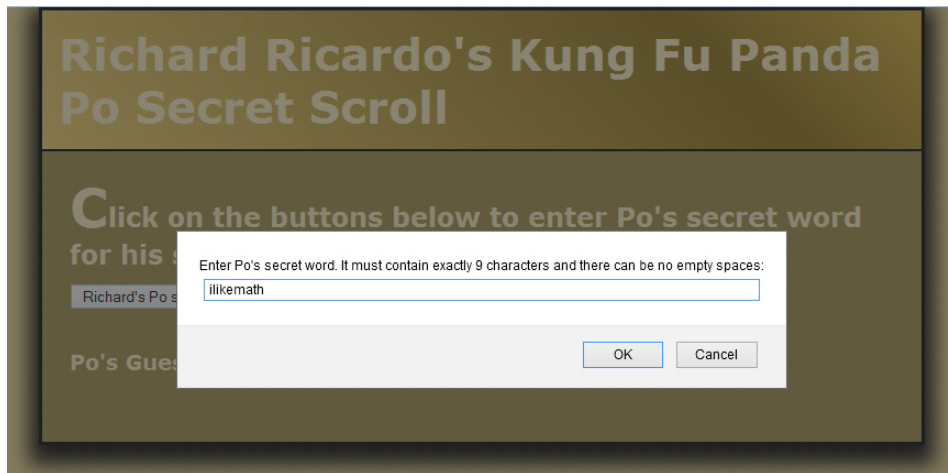 Richard Ricardo's Kung Fu Panda
Po Secret Scroll
Click on the buttons below to enter Po's secret word
for his
Enter Po's secret word. It must contain exactly 9 characters and there can be no empty spaces:
ilikemath
Richard's Po
OK Cancel
Po's